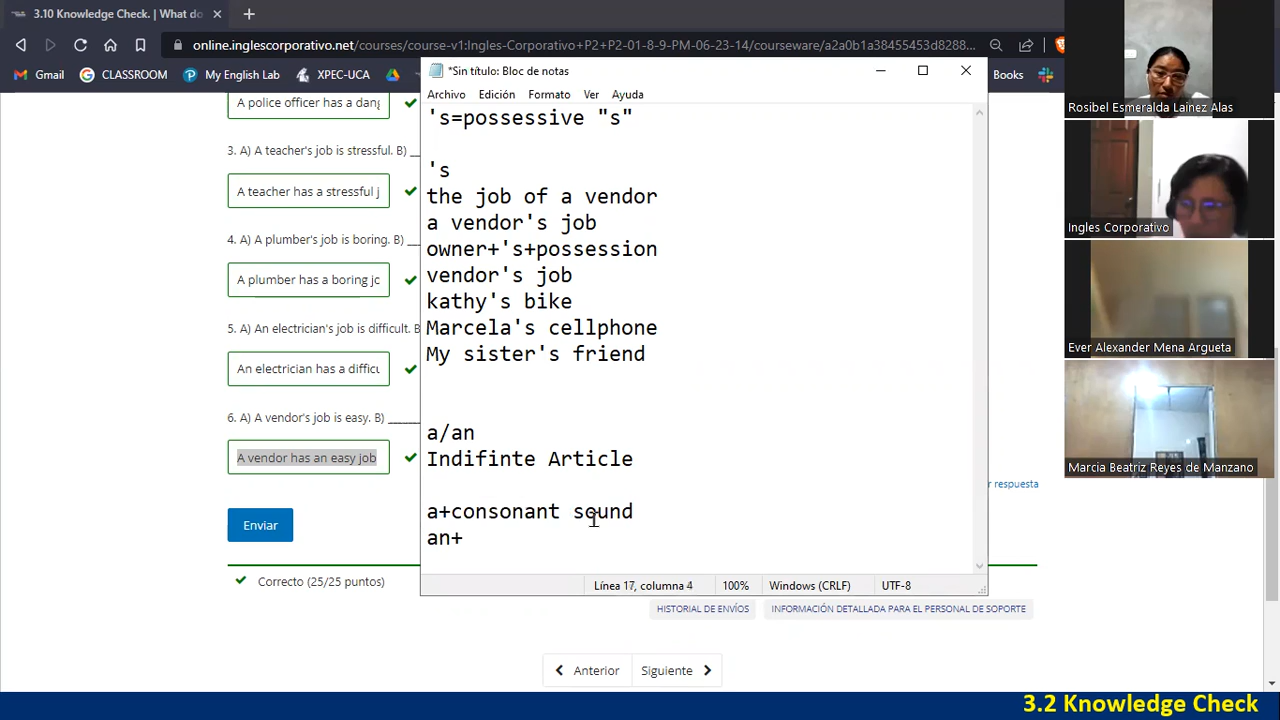 3.10 Knowledge Check. | What do
online.inglescorporativo.net/courses/course-v1:Ingles-Corporativo+P2+P2-01-8-9-PM-06-23-14/courseware/a2a0b1a38455453d8288...
Gmail CLASSROOM My English Lab XPEC-UCA Books
*Sin título: Bloc de notas
Archivo Edición Formato Ver Ayuda
's=possessive "s"
's
the job of a vendor
a vendor's job
owner+'s+possession
vendor's job
kathy's bike
Marcela's cellphone
My sister's friend
a/an
Indifinte Article
a+consonant sound
an+
Línea 17, columna 4 100% Windows (CRLF) UTF-8
A police officer has a dang
3. A) A teacher's job is stressful. B) __
A teacher has a stressful j
4. A) A plumber's job is boring. B) __
A plumber has a boring jo
5. A) An electrician's job is difficult. B
An electrician has a difficu
6. A) A vendor's job is easy. B) ________
A vendor has an easy job
r respuesta
Enviar
Correcto (25/25 puntos)
HISTORIAL DE ENVÍOS INFORMACIÓN DETALLADA PARA EL PERSONAL DE SOPORTE
Anterior Siguiente
Rosibel Esmeralda Lainez Alas
Ingles Corporativo
Ever Alexander Mena Argueta
Marcia Beatriz Reyes de Manzano
3.2 Knowledge Check